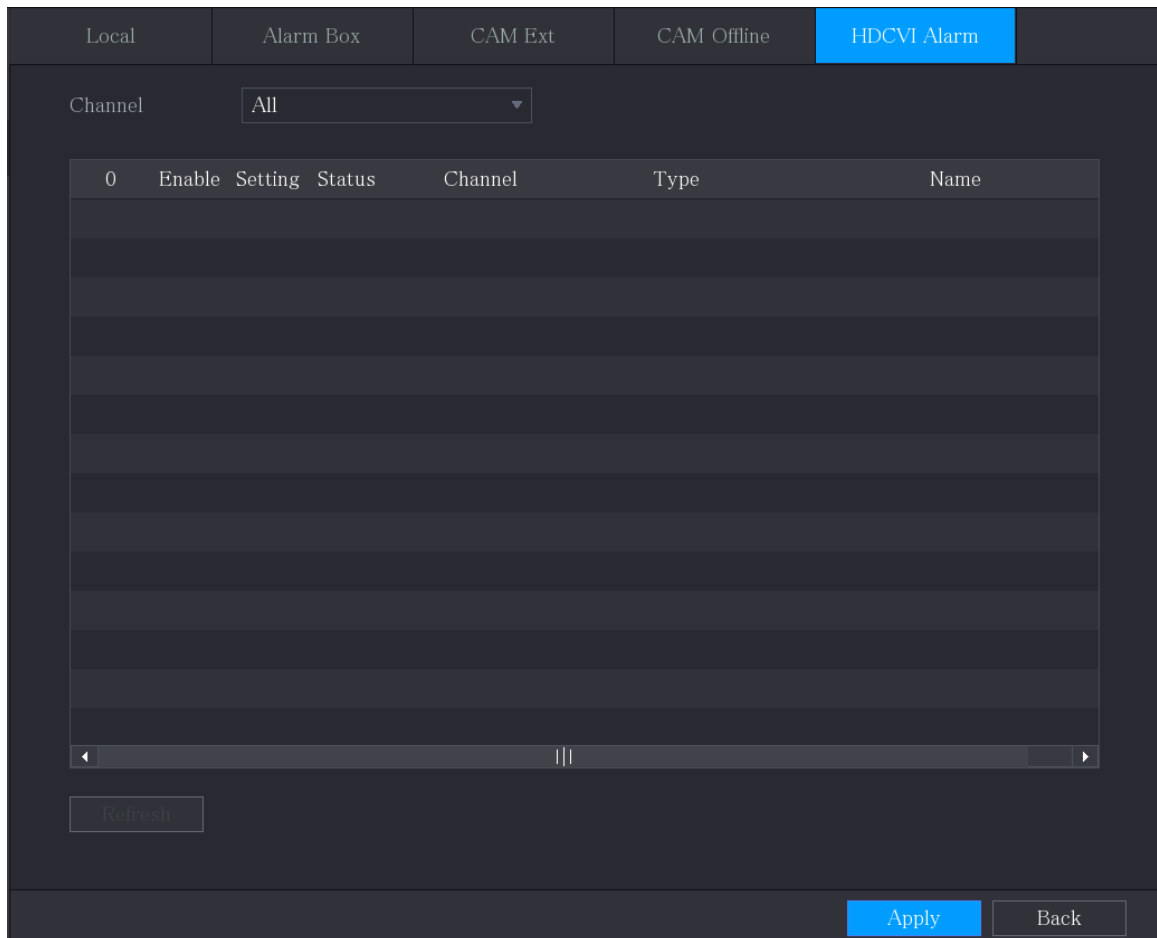 Local Alarm Box CAM Ext CAM Offline HDCVI Alarm
Channel All
0 Enable Setting Status Channel Type Name
Refresh
Apply Back